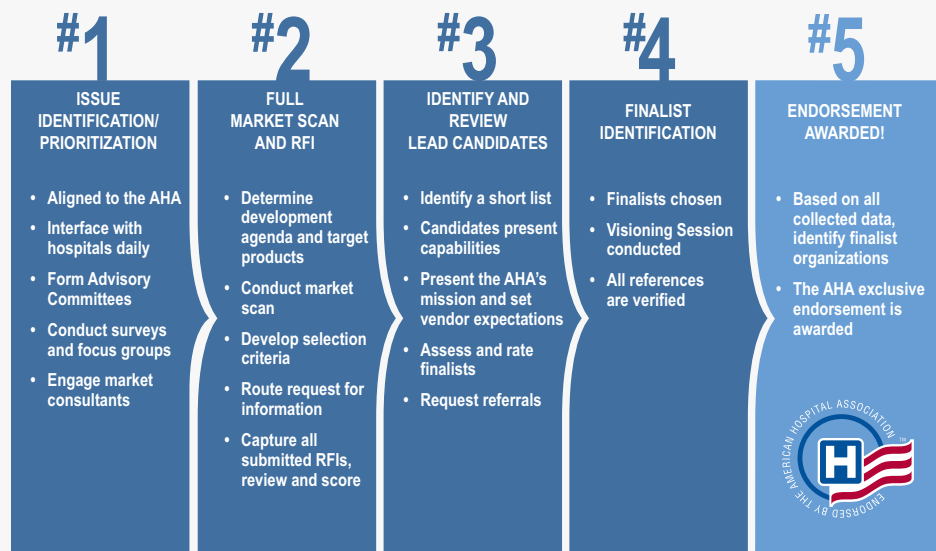 #1
ISSUE
IDENTIFICATION/
PRIORITIZATION
• Aligned to the AHA
• Interface with
hospitals daily
• Form Advisory
Committees
• Conduct surveys
and focus groups
• Engage market
consultants
#2
FULL
MARKET SCAN
AND RFI
• Determine
development
agenda and target
products
• Conduct market
scan
• Develop selection
criteria
• Route request for
information
• Capture all
submitted RFIs,
review and score
#3
IDENTIFY AND
REVIEW
LEAD CANDIDATES
• Identify a short list
• Candidates present
capabilities
• Present the AHA's
mission and set
vendor expectations
• Assess and rate
finalists
• Request referrals
#4
FINALIST
IDENTIFICATION
• Finalists chosen
• Visioning Session
conducted
• All references
are verified
#5
ENDORSEMENT
AWARDED!
• Based on all
collected data,
identify finalist
organizations
• The AHA exclusive
endorsement is
awarded
ENDORSED BY THE AMERICAN HOSPITAL ASSOCIATION
H
™